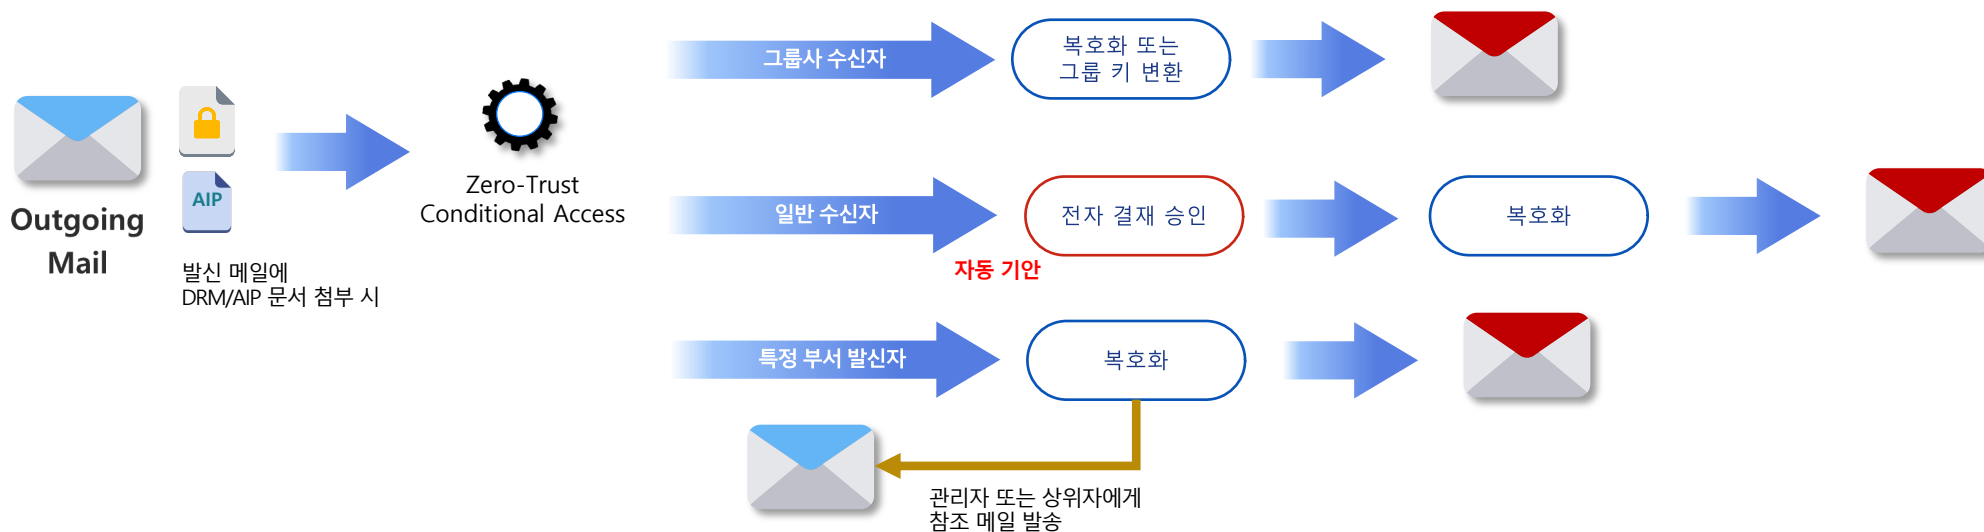 Outgoing
Mail
AIP
발신 메일에
DRM/AIP 문서 첨부 시
Zero-Trust
Conditional Access
그룹사 수신자
복호화 또는
그룹 키 변환
일반 수신자
자동 기안
전자 결재 승인
복호화
특정 부서 발신자
복호화
관리자 또는 상위자에게
참조 메일 발송